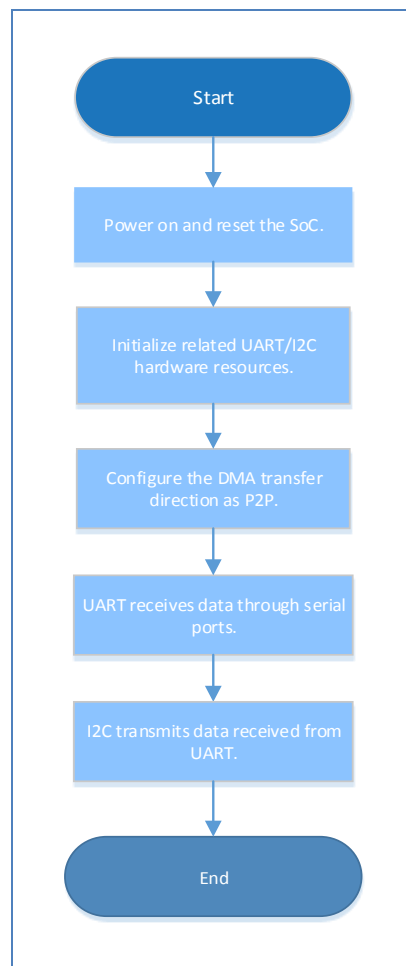 Start
Power on and reset the SoC.
Initialize related UART/I2C
hardware resources.
Configure the DMA transfer
direction as P2P.
UART receives data through serial
ports.
I2C transmits data received from
UART.
End